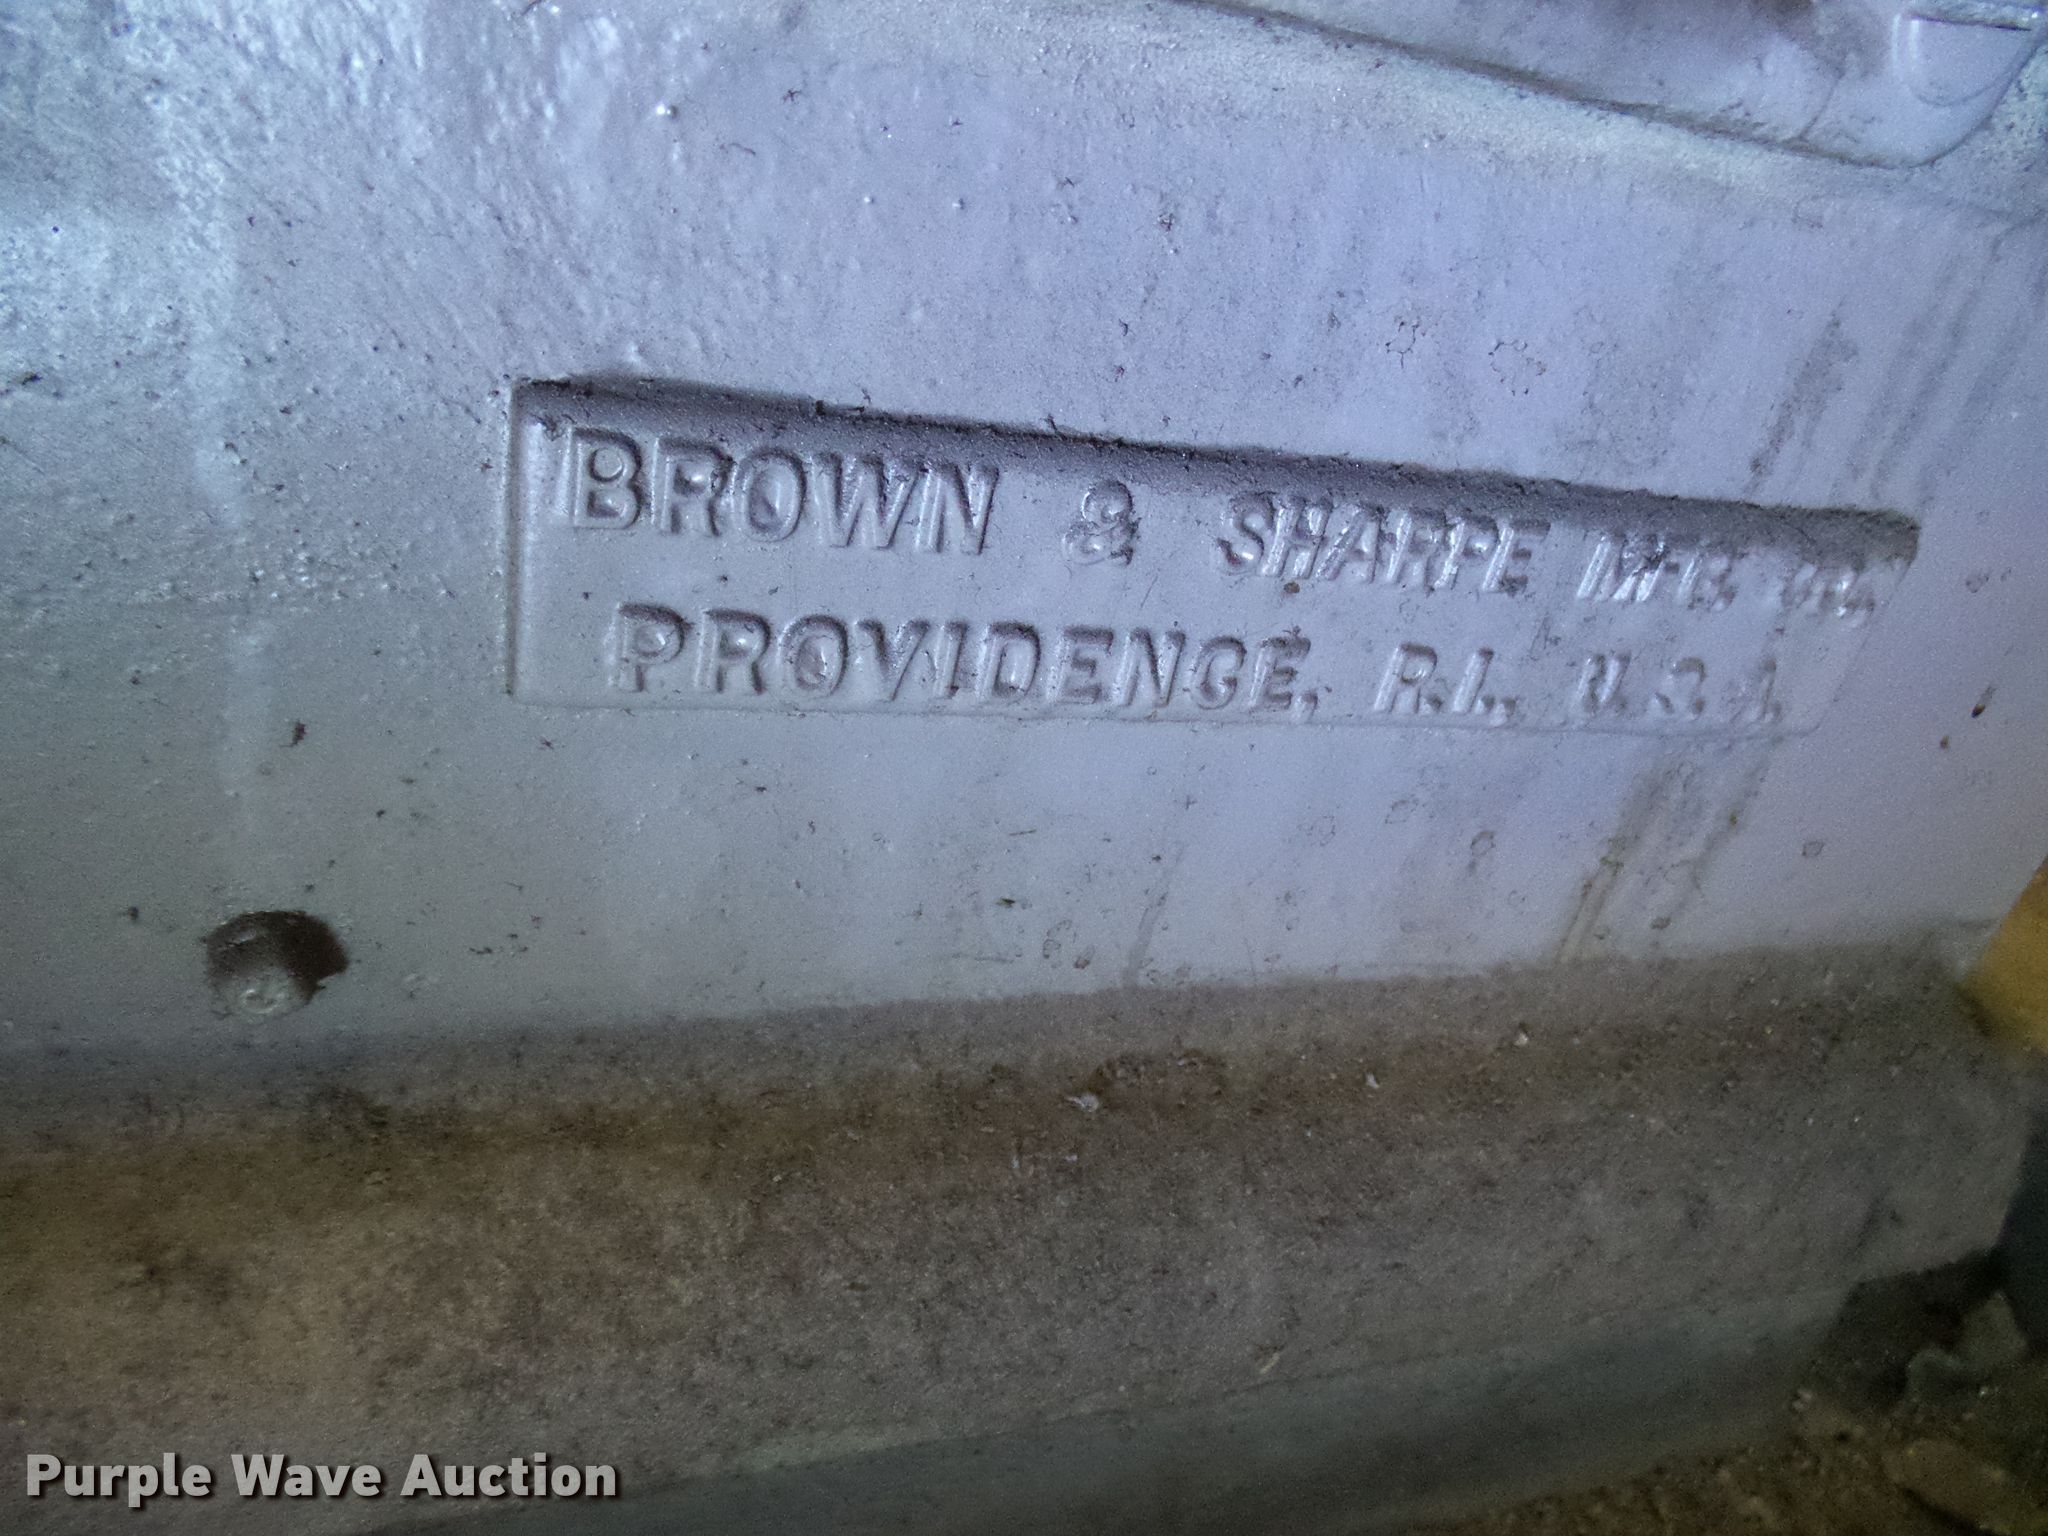 BROWN & SHARPE MFG. CO.
PROVIDENCE, R.I., U.S.A.
Purple Wave Auction